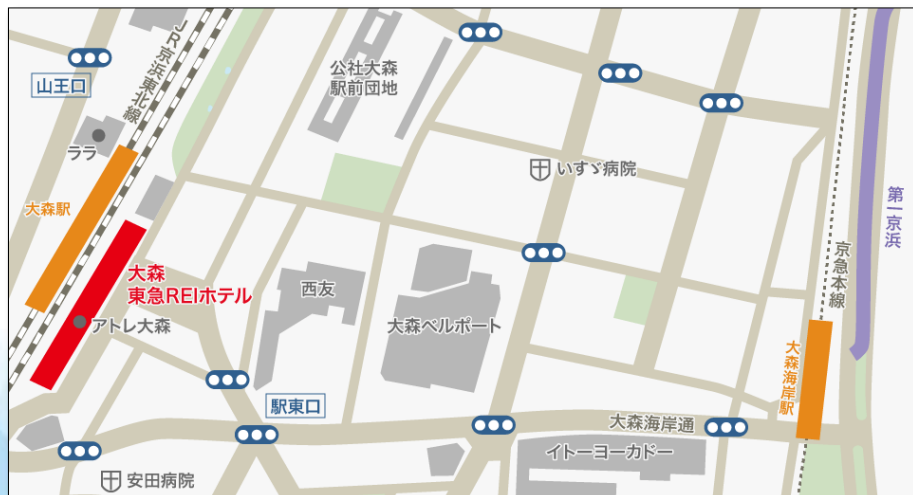 JR京浜東北線
山王口
公社大森
駅前団地
ララ
いすゞ病院
大森駅
第一京浜
京急本線
大森
東急REIホテル
西友
アトレ大森
大森ベルポート
大森海岸駅
駅東口
大森海岸通
イトーヨーカドー
安田病院